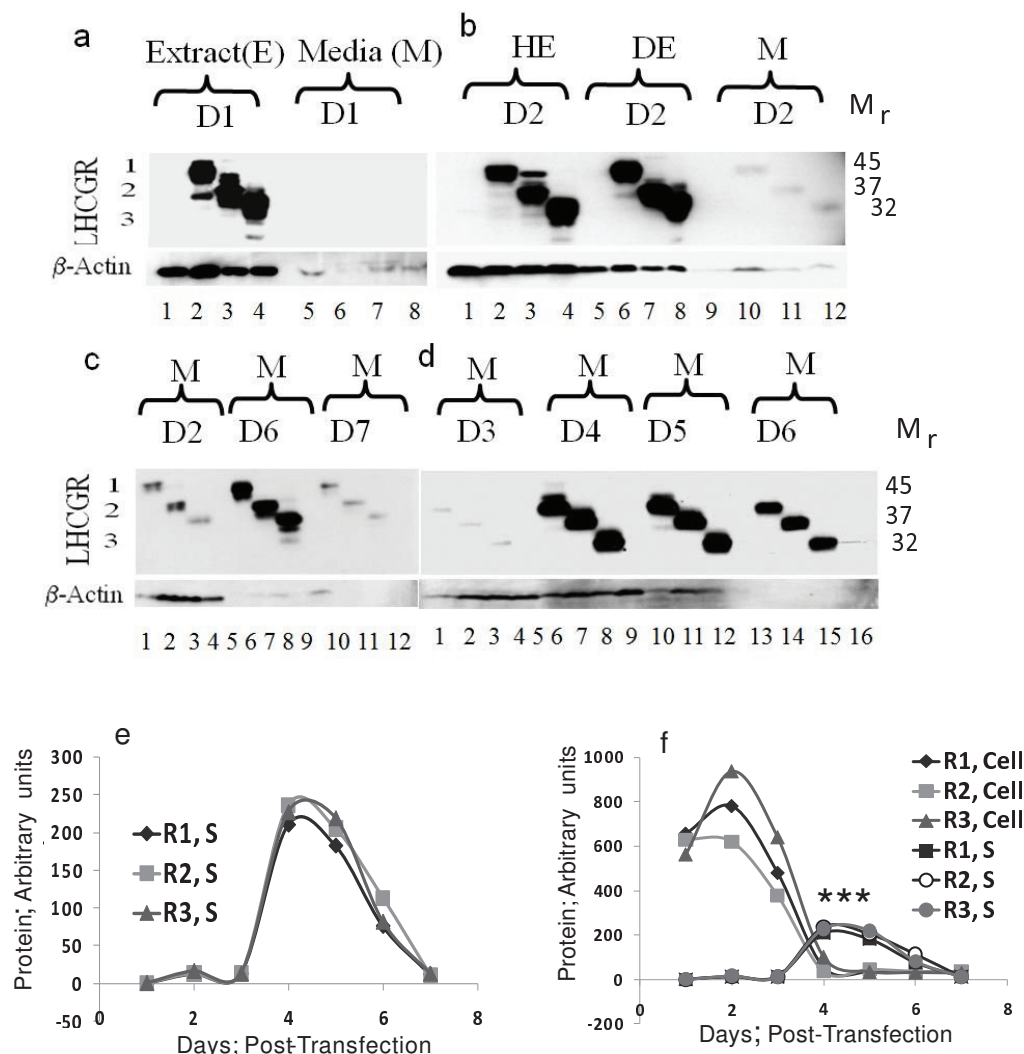 a
Extract(E) Media (M)
D1 D1
b
HE DE M
D2 D2 D2
Mr
LHCGR
1
2
3
45
37
32
β-Actin
1 2 3 4 5 6 7 8
1 2 3 4 5 6 7 8 9 10 11 12
c
M M M
D2 D6 D7
d
M M M M
D3 D4 D5 D6
Mr
LHCGR
1
2
3
45
37
32
β-Actin
1 2 3 4 5 6 7 8 9 10 11 12
1 2 3 4 5 6 7 8 9 10 11 12 13 14 15 16
e
Protein; Arbitrary units
300
250
200
150
100
50
0
-50
0 2 4 6 8
Days; Post-Transfection
R1, S
R2, S
R3, S
f
Protein; Arbitrary units
1000
800
600
400
200
0
-200
0 2 4 6 8
Days; Post-Transfection
***
R1, Cell
R2, Cell
R3, Cell
R1, S
R2, S
R3, S